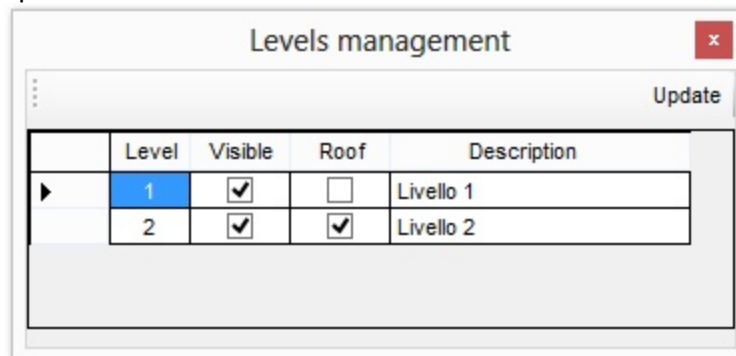 Levels management
x
Update
Level Visible Roof Description
1 Livello 1
2 Livello 2